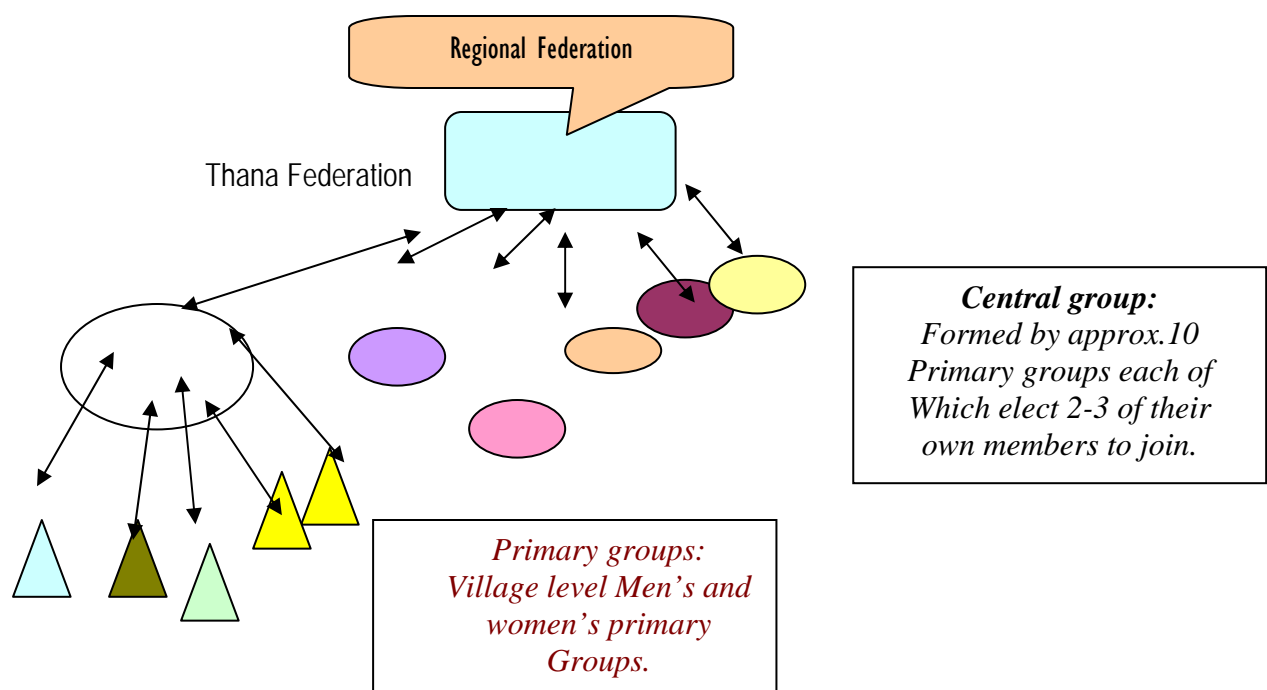 Regional Federation
Thana Federation
Central group:
Formed by approx.10
Primary groups each of
Which elect 2-3 of their
own members to join.
Primary groups:
Village level Men’s and
women’s primary
Groups.